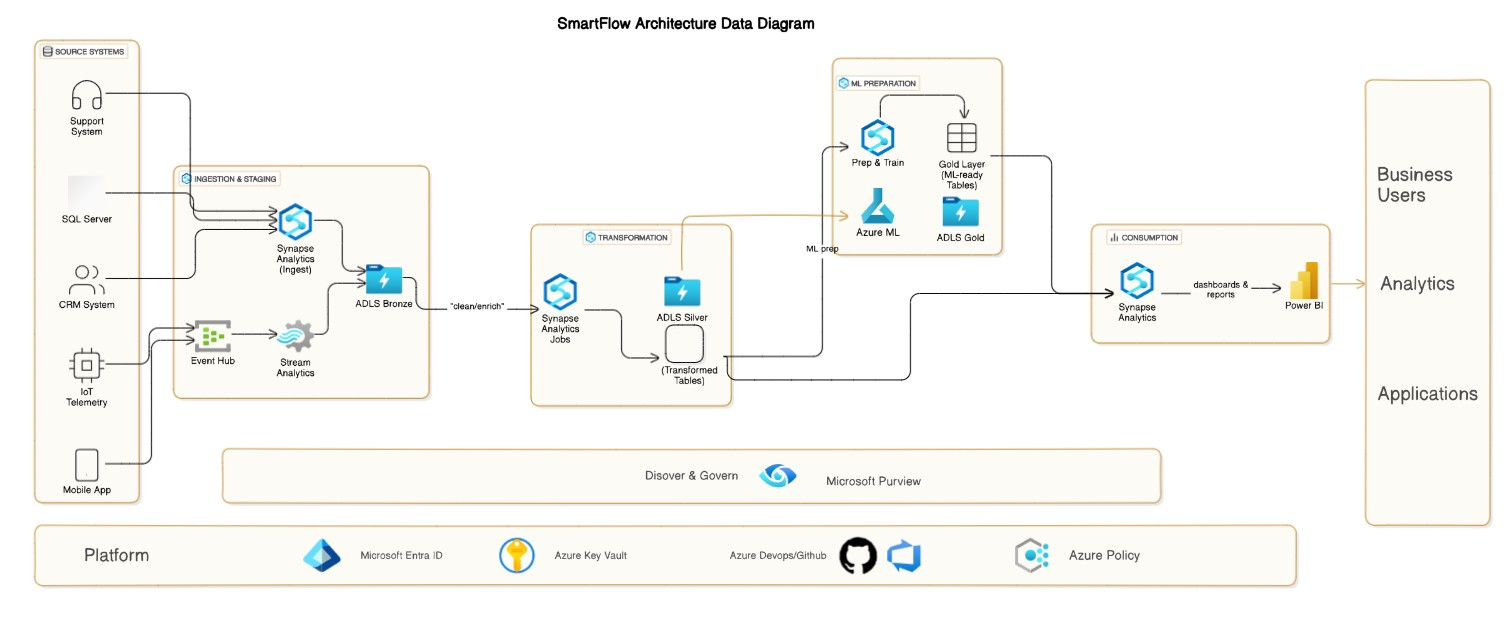 SmartFlow Architecture Data Diagram
SOURCE SYSTEMS
Support
System
SQL Server
CRM System
IoT
Telemetry
Mobile App
INGESTION & STAGING
Synapse
Analytics
(Ingest)
ADLS Bronze
Event Hub
Stream
Analytics
"clean/enrich"
TRANSFORMATION
Synapse
Analytics
Jobs
ADLS Silver
(Transformed
Tables)
ML prep
ML PREPARATION
Prep & Train
Gold Layer
(ML-ready
Tables)
Azure ML
ADLS Gold
CONSUMPTION
Synapse
Analytics
dashboards &
reports
Power BI
Business
Users
Analytics
Applications
Disover & Govern
Microsoft Purview
Platform
Microsoft Entra ID
Azure Key Vault
Azure Devops/Github
Azure Policy